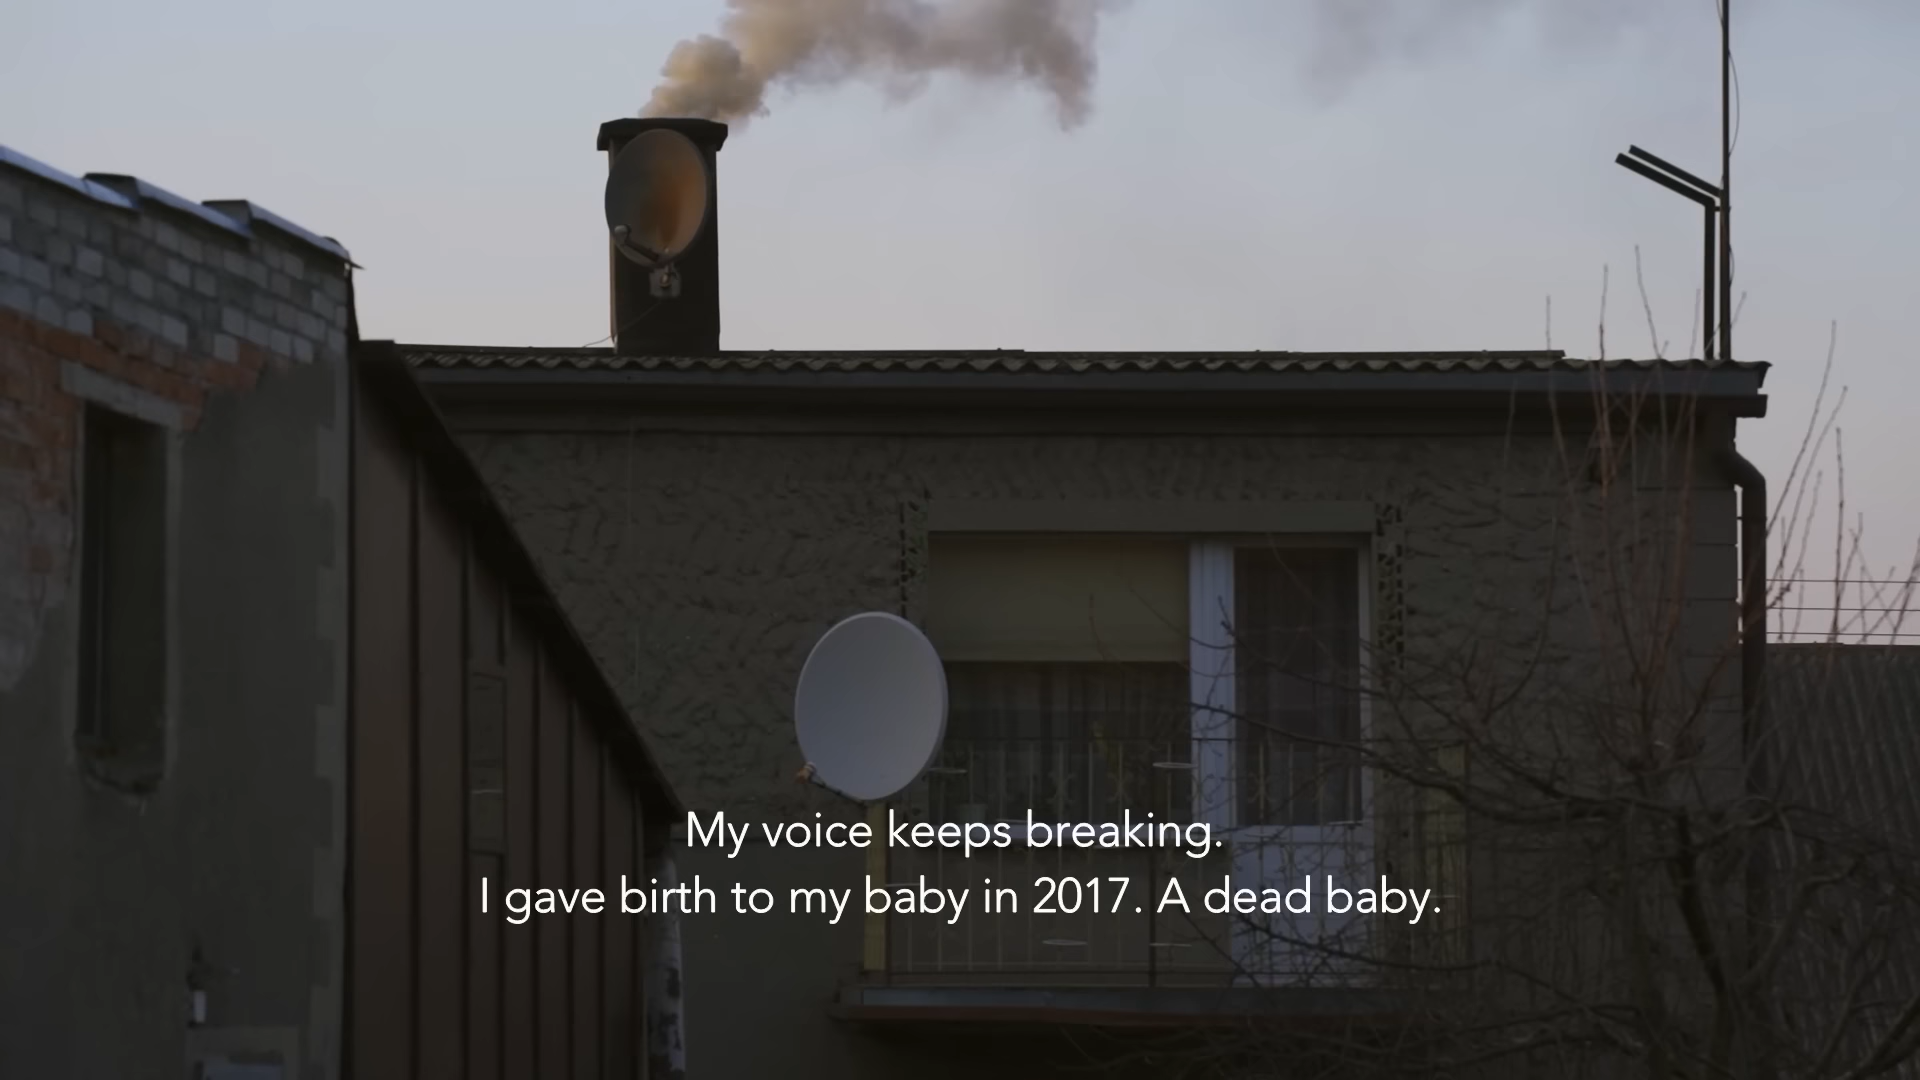 My voice keeps breaking.
I gave birth to my baby in 2017. A dead baby.